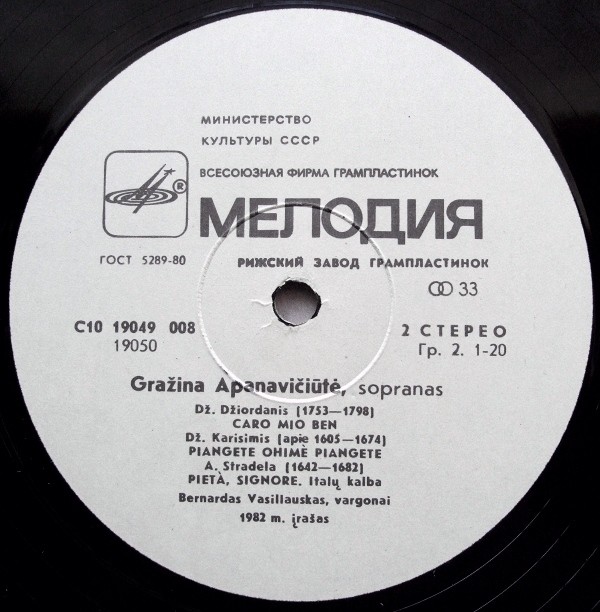 МИНИСТЕРСТВО
КУЛЬТУРЫ СССР
ВСЕСОЮЗНАЯ ФИРМА ГРАМПЛАСТИНОК
® МЕЛОДИЯ
ГОСТ 5289-80 РИЖСКИЙ ЗАВОД ГРАМПЛАСТИНОК
33
С10 19049 008 2 СТЕРЕО
19050 Гр. 2. 1-20
Gražina Apanavičiūtė, sopranas
Dž. Džiordanis (1753—1798)
CARO MIO BEN
Dž. Karisimis (apie 1605—1674)
PIANGETE OHIMÈ PIANGETE
A. Stradela (1642—1682)
PIETÀ, SIGNORE. Italų kalba
Bernardas Vasiliauskas, vargonai
1982 m. įrašas